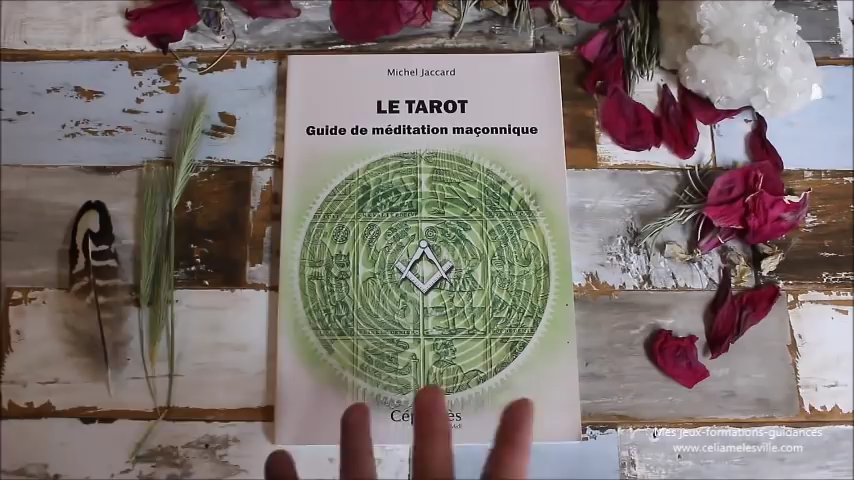 Michel Jaccard
LE TAROT
Guide de méditation maçonnique
Mes jeux-formations-guidances
www.celiamelesville.com